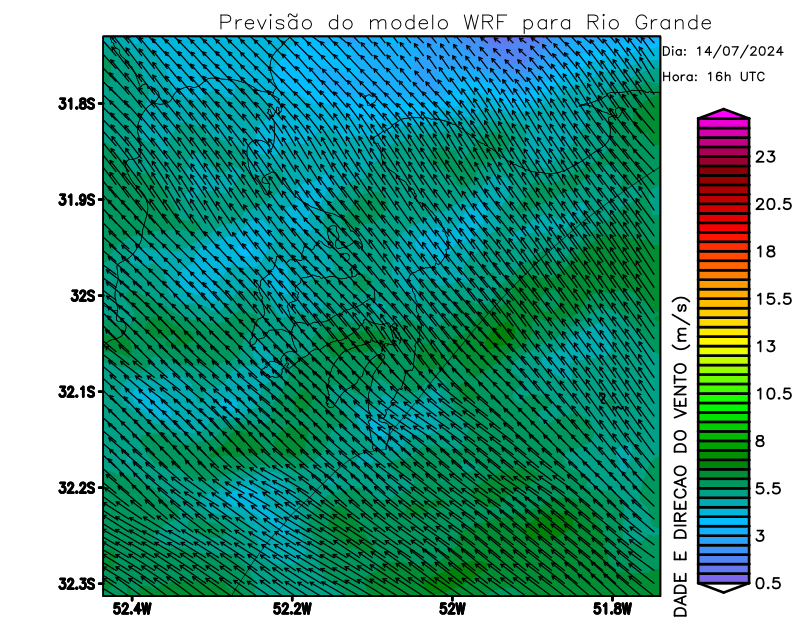 Previsão do modelo WRF para Rio Grande
Dia: 14/07/2024
Hora: 16h UTC
31.8S
31.9S
32S
32.1S
32.2S
32.3S
52.4W
52.2W
52W
51.8W
DADE E DIRECAO DO VENTO (m/s)
23
20.5
18
15.5
13
10.5
8
5.5
3
0.5